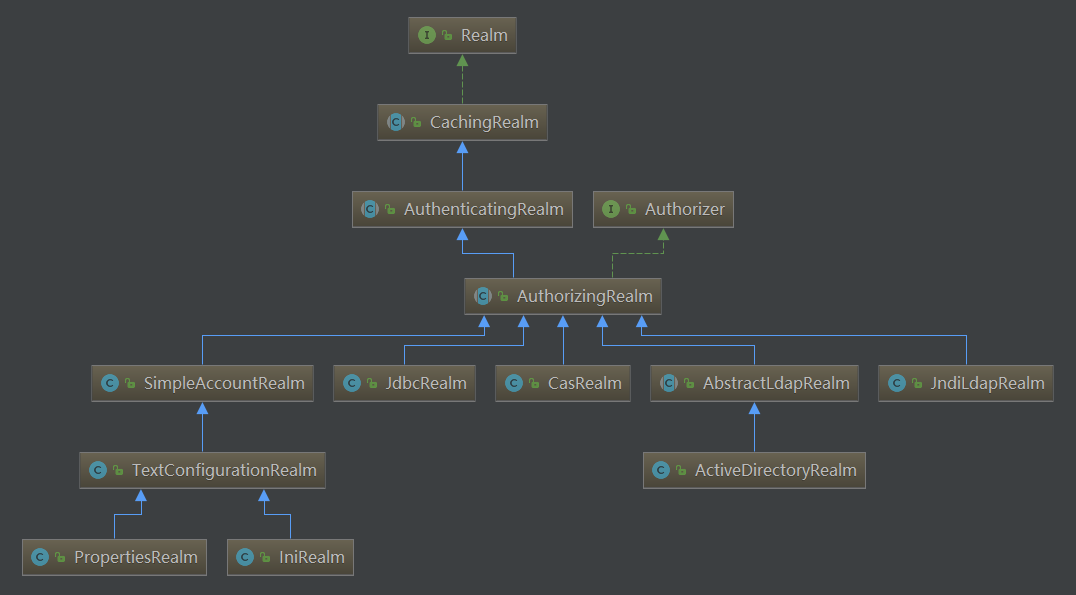 Realm
CachingRealm
AuthenticatingRealm
Authorizer
AuthorizingRealm
SimpleAccountRealm
JdbcRealm
CasRealm
AbstractLdapRealm
JndiLdapRealm
TextConfigurationRealm
ActiveDirectoryRealm
PropertiesRealm
IniRealm